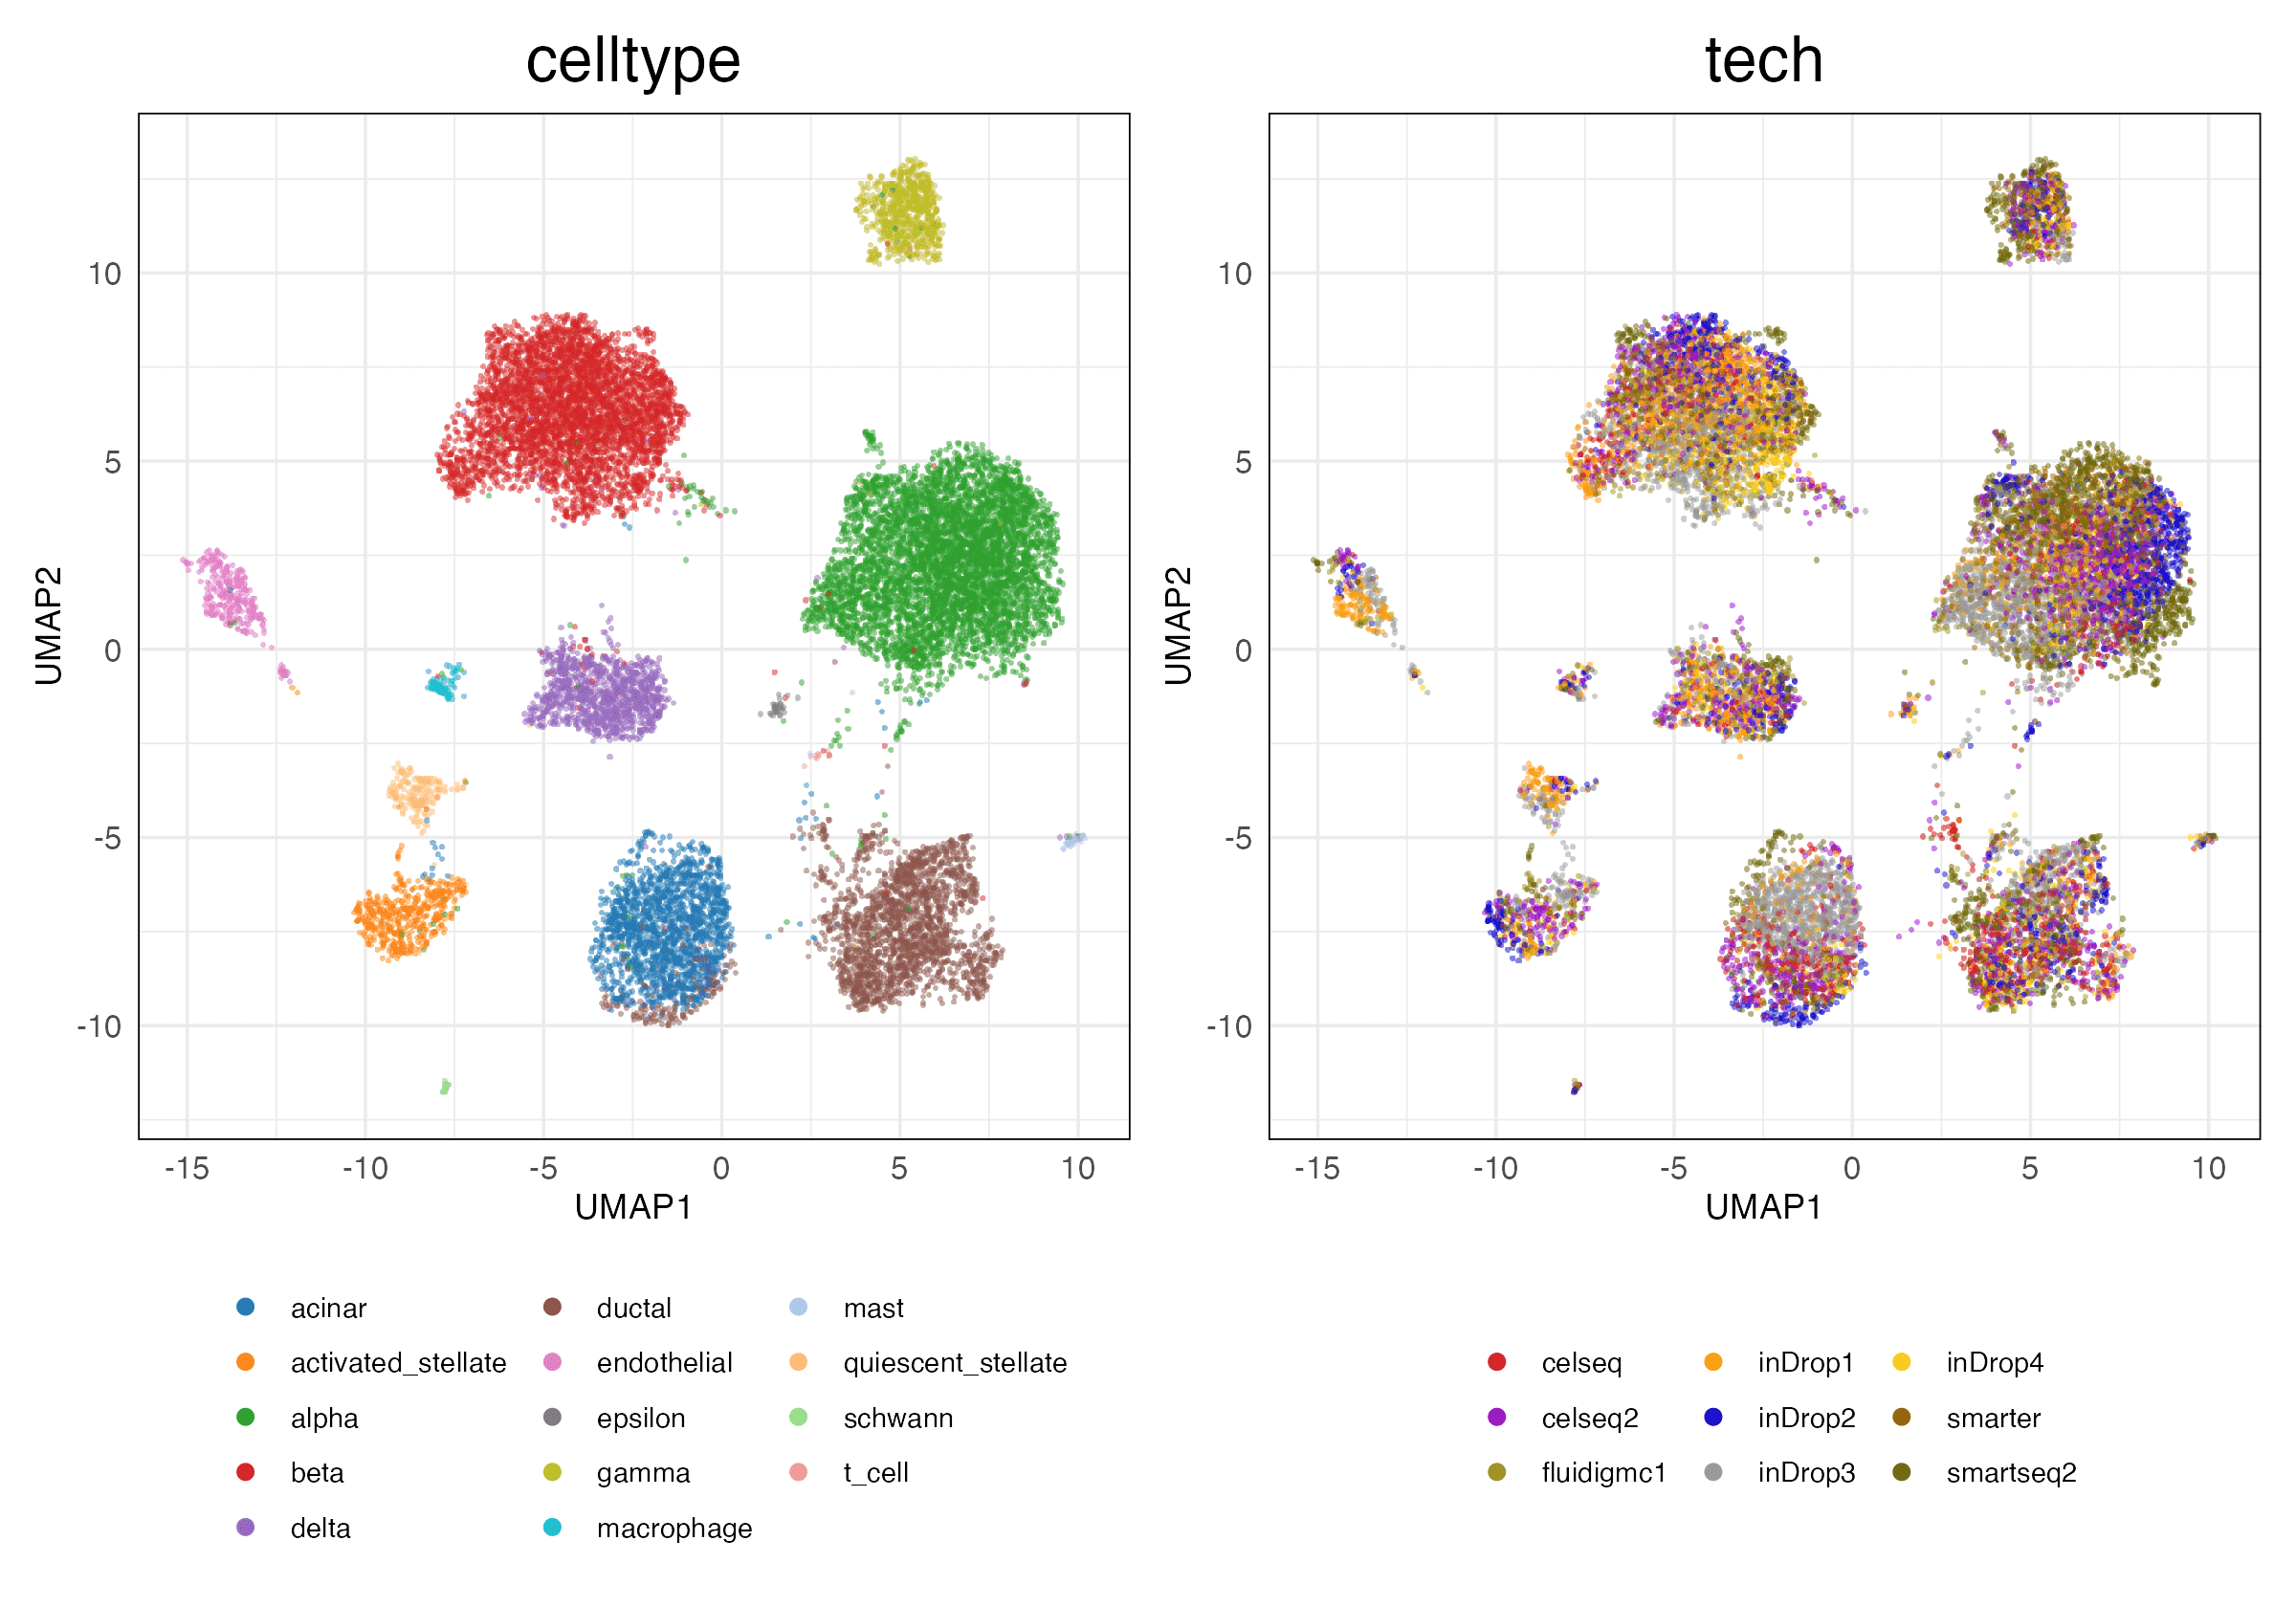 celltype
tech
10
5
0
-5
-10
UMAP2
-15
-10
-5
0
5
10
UMAP1
10
5
0
-5
-10
UMAP2
-15
-10
-5
0
5
10
UMAP1
acinar
activated_stellate
alpha
beta
delta
ductal
endothelial
epsilon
gamma
macrophage
mast
quiescent_stellate
schwann
t_cell
celseq
celseq2
fluidigmc1
inDrop1
inDrop2
inDrop3
inDrop4
smarter
smartseq2